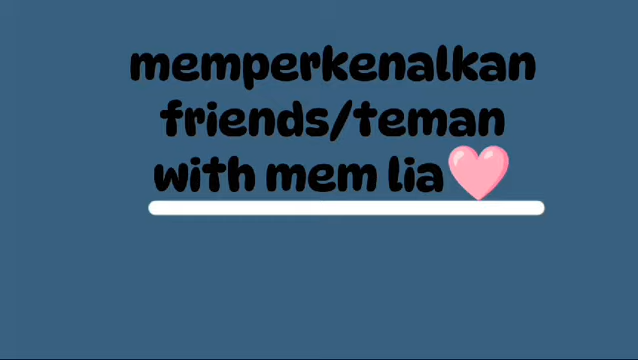 memperkenalkan
friends/teman
with mem lia🩷